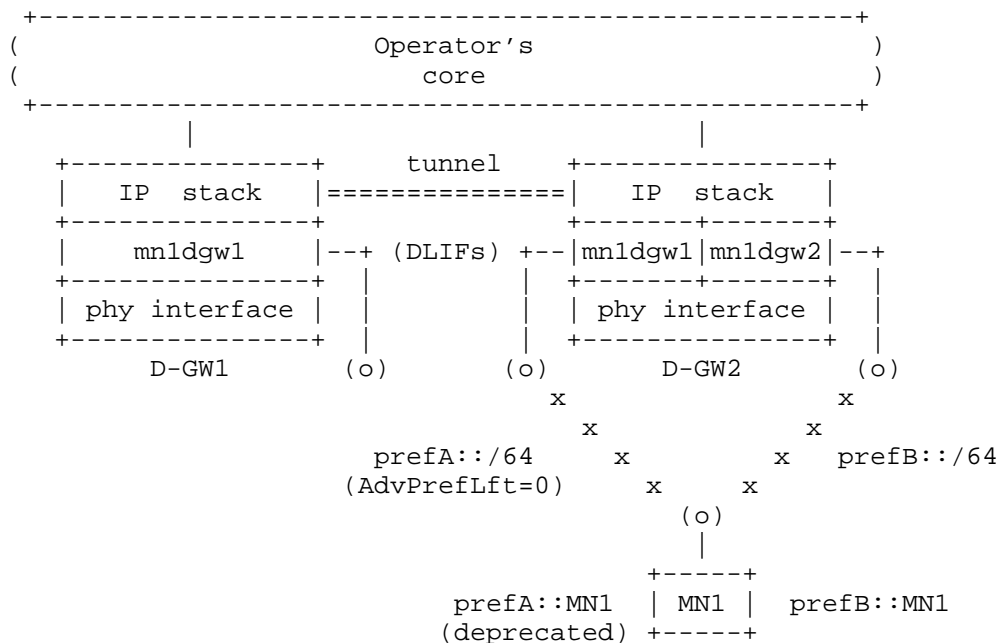 Operator's
core
tunnel
IP stack IP stack
mn1dgw1 (DLIFs) mn1dgw1 mn1dgw2
phy interface phy interface
D-GW1 (o) (o) D-GW2 (o)
x x
x x
prefA::/64 x x prefB::/64
(AdvPrefLft=0) x x
(o)
prefA::MN1 MN1 prefB::MN1
(deprecated)